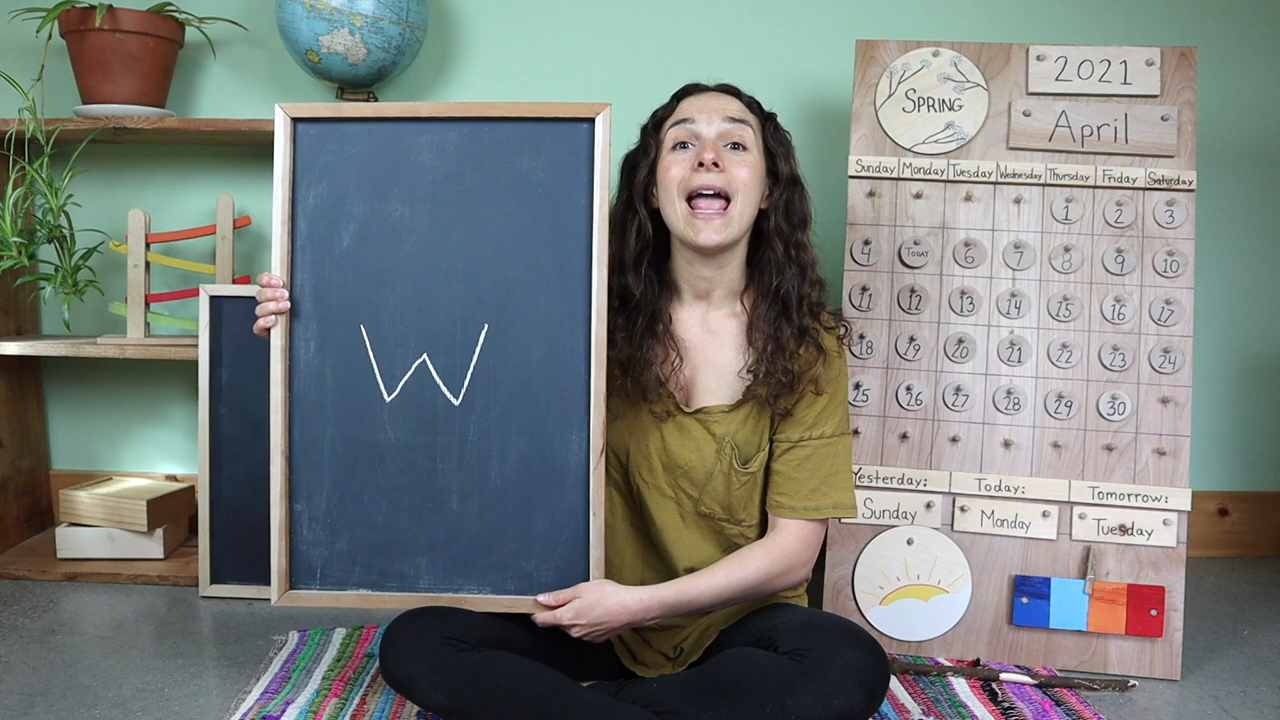 W
SPRING
2021
April
Sunday Monday Tuesday Wednesday Thursday Friday Saturday
1 2 3
4 TODAY 6 7 8 9 10
11 12 13 14 15 16 17
18 19 20 21 22 23 24
25 26 27 28 29 30
Yesterday: Today: Tomorrow:
Sunday Monday Tuesday